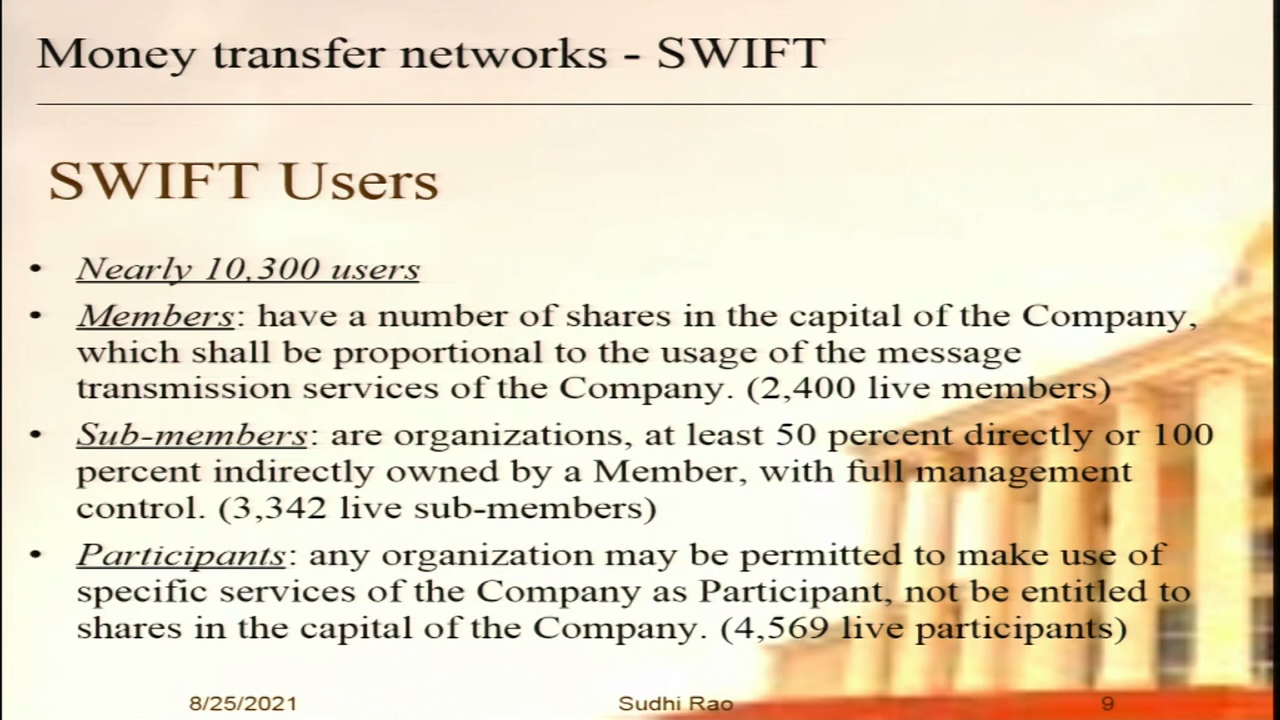 Money transfer networks - SWIFT
SWIFT Users
• Nearly 10,300 users
• Members: have a number of shares in the capital of the Company,
which shall be proportional to the usage of the message
transmission services of the Company. (2,400 live members)
• Sub-members: are organizations, at least 50 percent directly or 100
percent indirectly owned by a Member, with full management
control. (3,342 live sub-members)
• Participants: any organization may be permitted to make use of
specific services of the Company as Participant, not be entitled to
shares in the capital of the Company. (4,569 live participants)
8/25/2021 Sudhi Rao 9